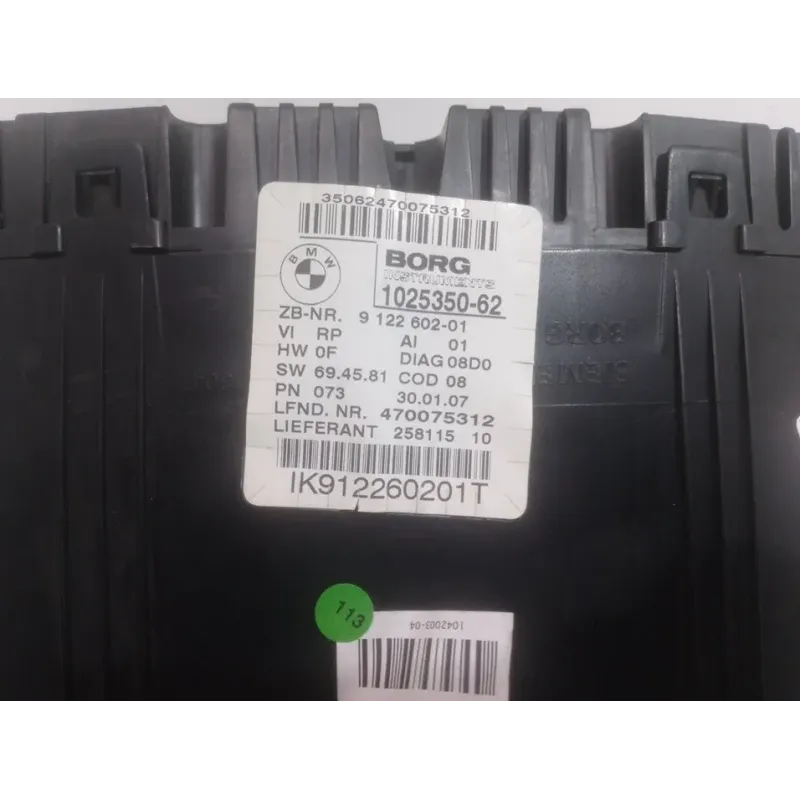 35062470075312
BMW
BORG
INSTRUMENTS
1025350-62
ZB-NR. 9 122 602-01
VI RP AI 01
HW 0F DIAG 08D0
SW 69.45.81 COD 08
PN 073 30.01.07
LFND. NR. 470075312
LIEFERANT 258115 10
IK912260201T
113
1042003-04
BORG